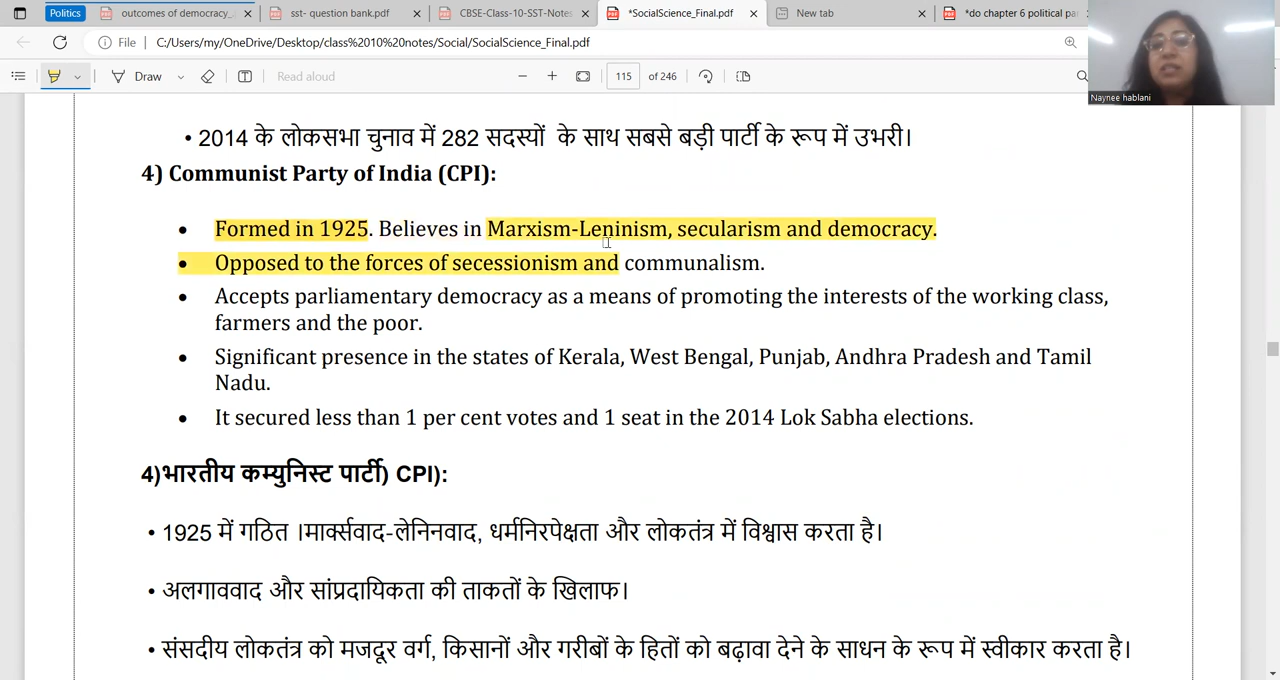 Politics
outcomes of democracy_
sst- question bank.pdf
CBSE-Class-10-SST-Notes
*SocialScience_Final.pdf
New tab
*do chapter 6 political pa
File
C:/Users/my/OneDrive/Desktop/class%2010%20notes/Social/SocialScience_Final.pdf
Draw
Read aloud
115 of 246
Naynee hablani
• 2014 के लोकसभा चुनाव में 282 सदस्यों के साथ सबसे बड़ी पार्टी के रूप में उभरी।
4) Communist Party of India (CPI):
• Formed in 1925. Believes in Marxism-Leninism, secularism and democracy.
• Opposed to the forces of secessionism and communalism.
• Accepts parliamentary democracy as a means of promoting the interests of the working class,
farmers and the poor.
• Significant presence in the states of Kerala, West Bengal, Punjab, Andhra Pradesh and Tamil
Nadu.
• It secured less than 1 per cent votes and 1 seat in the 2014 Lok Sabha elections.
4)भारतीय कम्युनिस्ट पार्टी) CPI):
• 1925 में गठित ।मार्क्सवाद-लेनिनवाद, धर्मनिरपेक्षता और लोकतंत्र में विश्वास करता है।
• अलगाववाद और सांप्रदायिकता की ताकतों के खिलाफ।
• संसदीय लोकतंत्र को मजदूर वर्ग, किसानों और गरीबों के हितों को बढ़ावा देने के साधन के रूप में स्वीकार करता है।